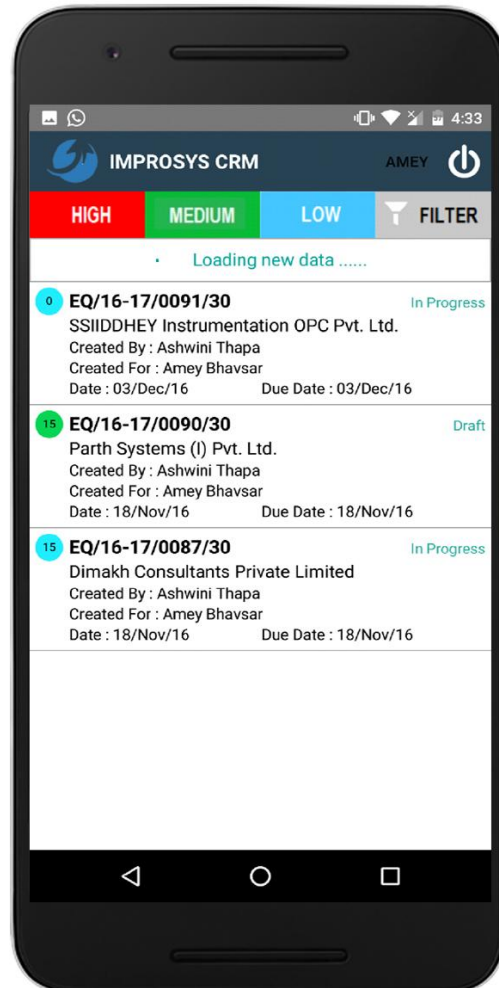 4:33
IMPROSYS CRM
AMEY
HIGH MEDIUM LOW FILTER
Loading new data ......
0 EQ/16-17/0091/30 In Progress
SSIIDDHEY Instrumentation OPC Pvt. Ltd.
Created By : Ashwini Thapa
Created For : Amey Bhavsar
Date : 03/Dec/16 Due Date : 03/Dec/16
15 EQ/16-17/0090/30 Draft
Parth Systems (I) Pvt. Ltd.
Created By : Ashwini Thapa
Created For : Amey Bhavsar
Date : 18/Nov/16 Due Date : 18/Nov/16
15 EQ/16-17/0087/30 In Progress
Dimakh Consultants Private Limited
Created By : Ashwini Thapa
Created For : Amey Bhavsar
Date : 18/Nov/16 Due Date : 18/Nov/16